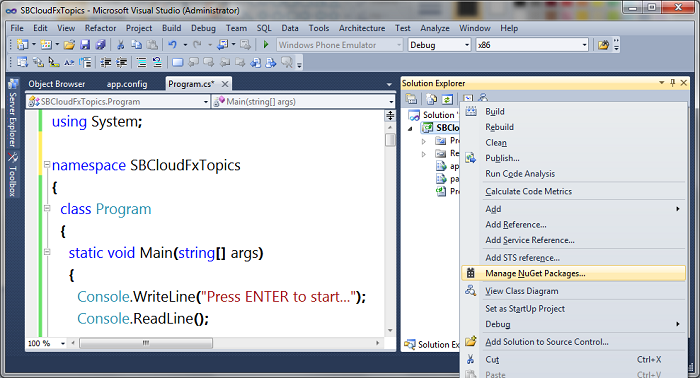 SBCloudFxTopics - Microsoft Visual Studio (Administrator)
File Edit View Refactor Project Build Debug Team SQL Data Tools Architecture Test Analyze Window Help
Windows Phone Emulator Debug x86
Server Explorer
Toolbox
Object Browser app.config Program.cs*
SBCloudFxTopics.Program Main(string[] args)
using System;
namespace SBCloudFxTopics
{
class Program
{
static void Main(string[] args)
{
Console.WriteLine("Press ENTER to start...");
Console.ReadLine();
100 %
Solution Explorer
Solution '
SBClo
Pro
Re
ap
pa
Pro
Solution Ex
Build
Rebuild
Clean
Publish...
Run Code Analysis
Calculate Code Metrics
Add
Add Reference...
Add Service Reference...
Add STS reference...
Manage NuGet Packages...
View Class Diagram
Set as StartUp Project
Debug
Add Solution to Source Control...
Cut Ctrl+X
Paste Ctrl+V